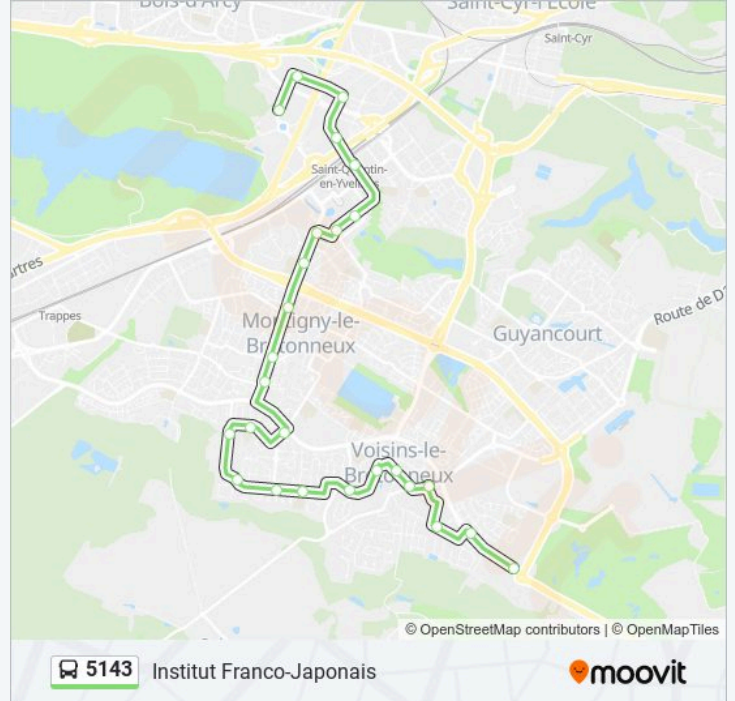 Bois-d'Arcy
Saint-Cyr-l'École
Saint-Cyr
Saint-Quentin-
en-Yvelines
artres
Trappes
Montigny-le-
Bretonneux
Guyancourt
Route de D
Voisins-le-
Bretonneux
© OpenStreetMap contributors | © OpenMapTiles
5143 Institut Franco-Japonais
moovit